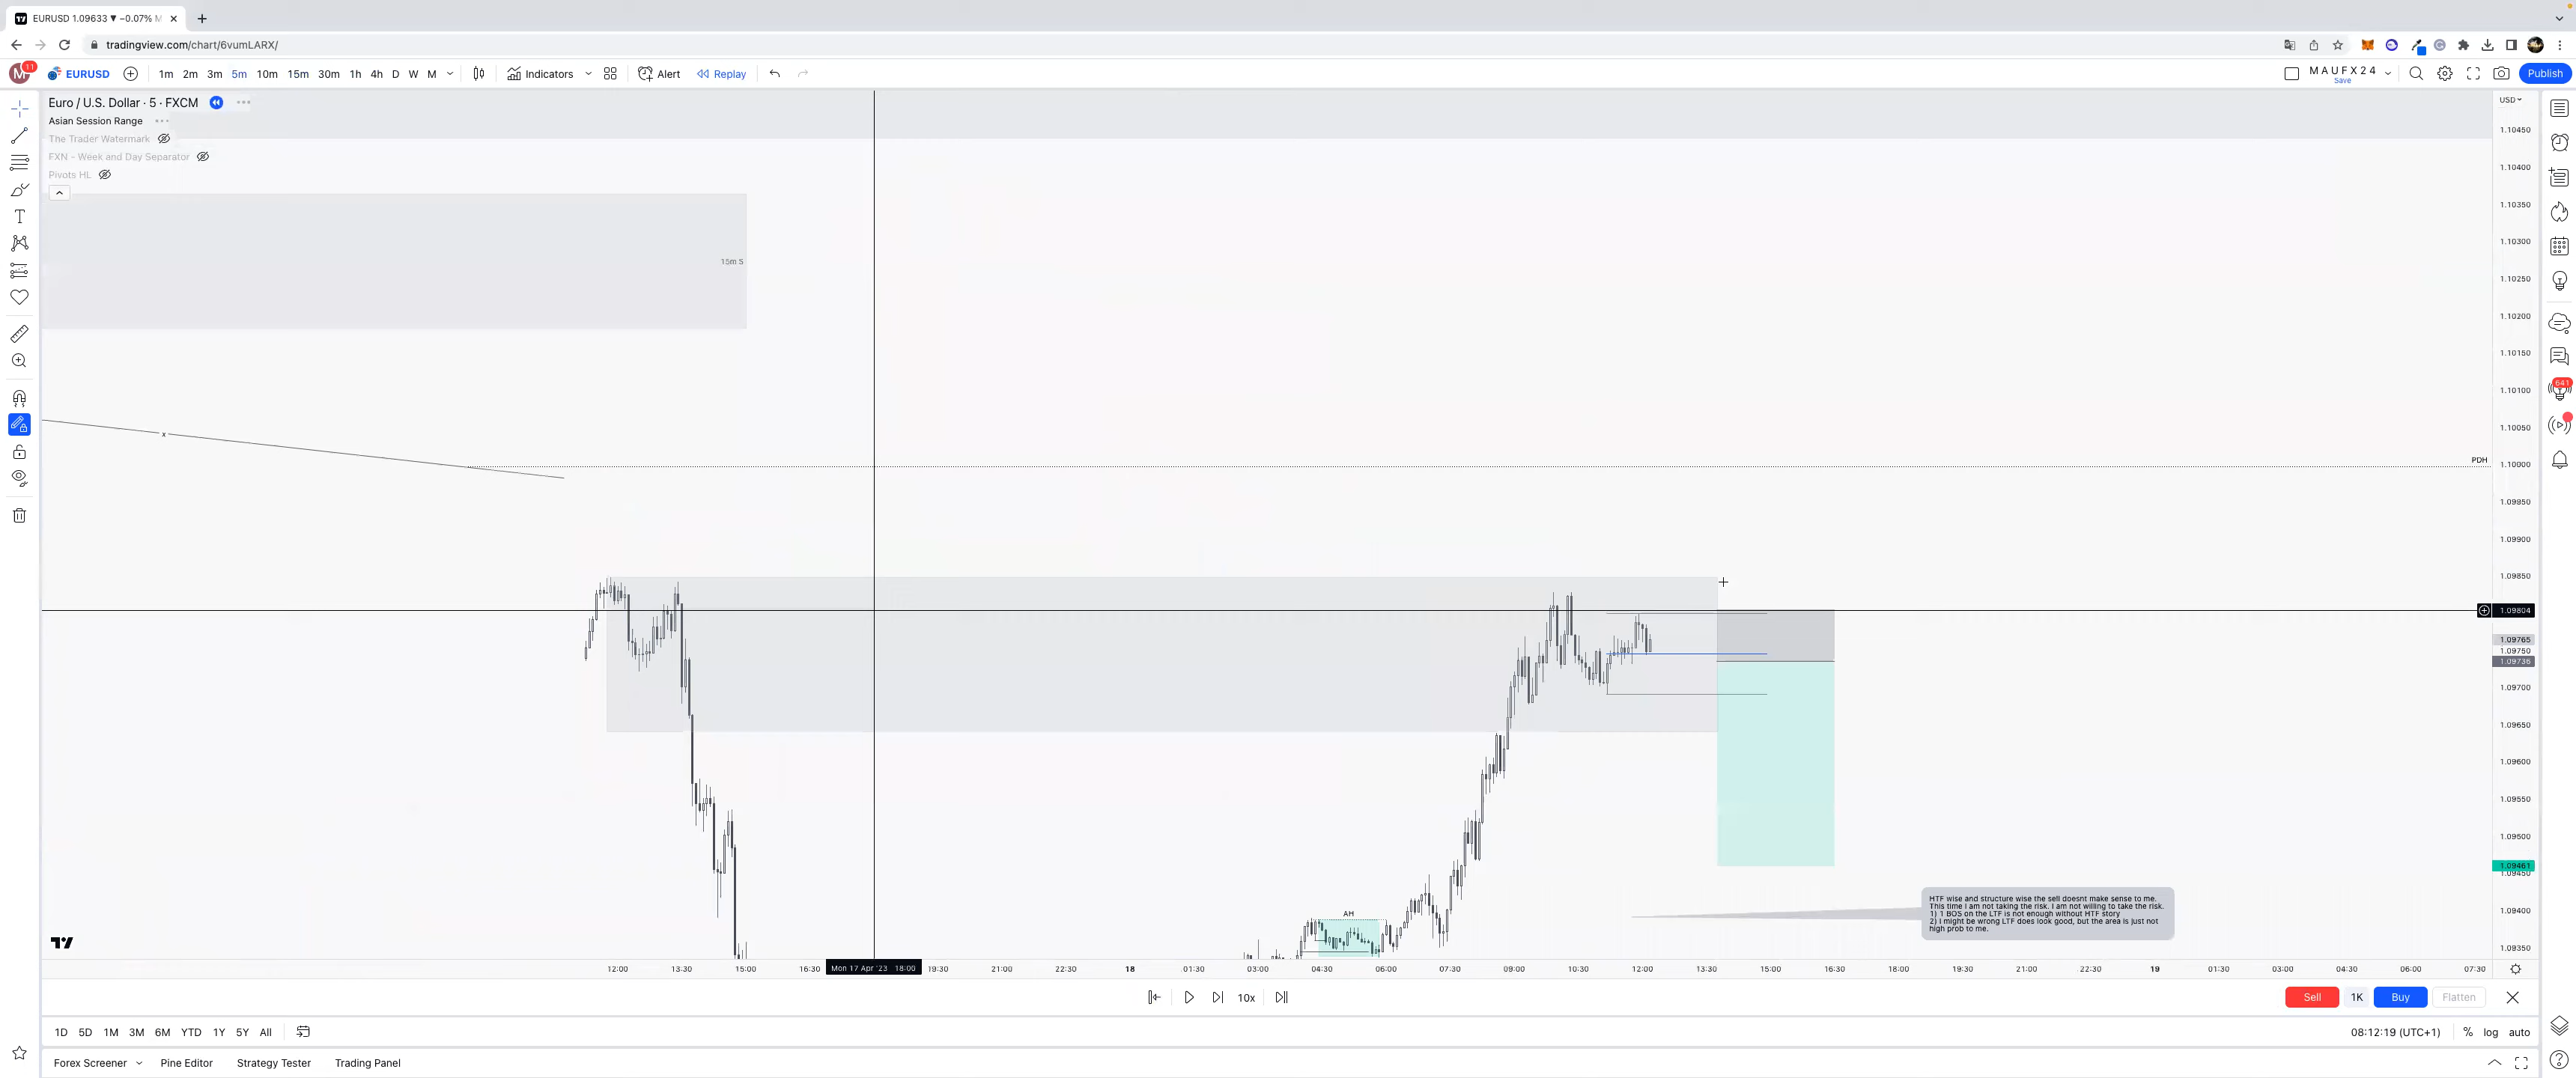 EURUSD 1.09633 ▼ −0.07% M
tradingview.com/chart/6vumLARX/
M 11 EURUSD 1m 2m 3m 5m 10m 15m 30m 1h 4h D W M Indicators Alert Replay M A U F X 2 4 Save Publish
Euro / U.S. Dollar · 5 · FXCM
Asian Session Range
The Trader Watermark
FXN - Week and Day Separator
Pivots HL
USD
1.10450
1.10400
1.10350
1.10300
15m S
1.10250
1.10200
1.10150
1.10100
641
1.10050
x
PDH
1.10000
1.09950
1.09900
1.09850
1.09804
1.09765
1.09750
1.09736
1.09700
1.09650
1.09600
1.09550
1.09500
1.09461
1.09450
HTF wise and structure wise the sell doesnt make sense to me.
This time i am not taking the risk. I am not willing to take the risk.
1) 1 BOS on the LTF is not enough without HTF story
2) i might be wrong LTF does look good, but the area is just not
high prob to me.
AH
1.09400
1.09350
12:00 13:30 15:00 16:30 Mon 17 Apr '23 18:00 19:30 21:00 22:30 18 01:30 03:00 04:30 06:00 07:30 09:00 10:30 12:00 13:30 15:00 16:30 18:00 19:30 21:00 22:30 19 01:30 03:00 04:30 06:00 07:30
10x Sell 1K Buy Flatten
1D 5D 1M 3M 6M YTD 1Y 5Y All 08:12:19 (UTC+1) % log auto
Forex Screener Pine Editor Strategy Tester Trading Panel